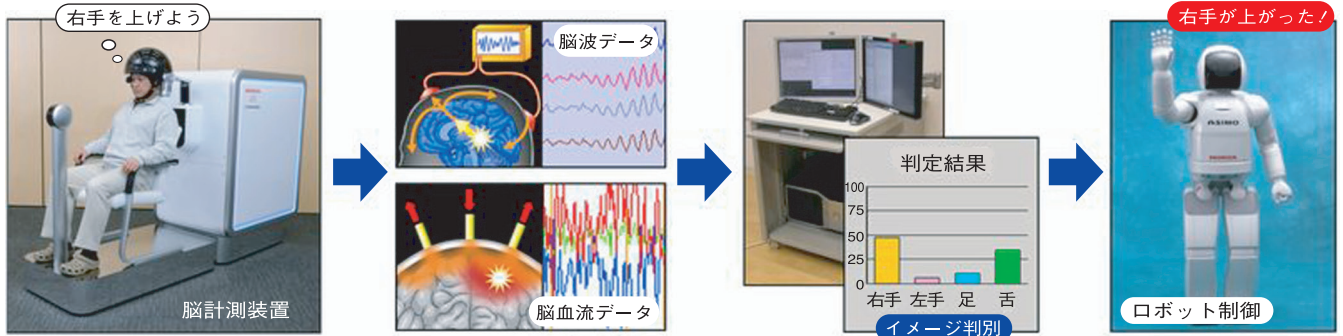 右手を上げよう
脳計測装置
脳波データ
脳血流データ
判定結果
100
75
50
25
0
右手 左手 足 舌
イメージ判別
右手が上がった!
ASIMO
HONDA
ロボット制御